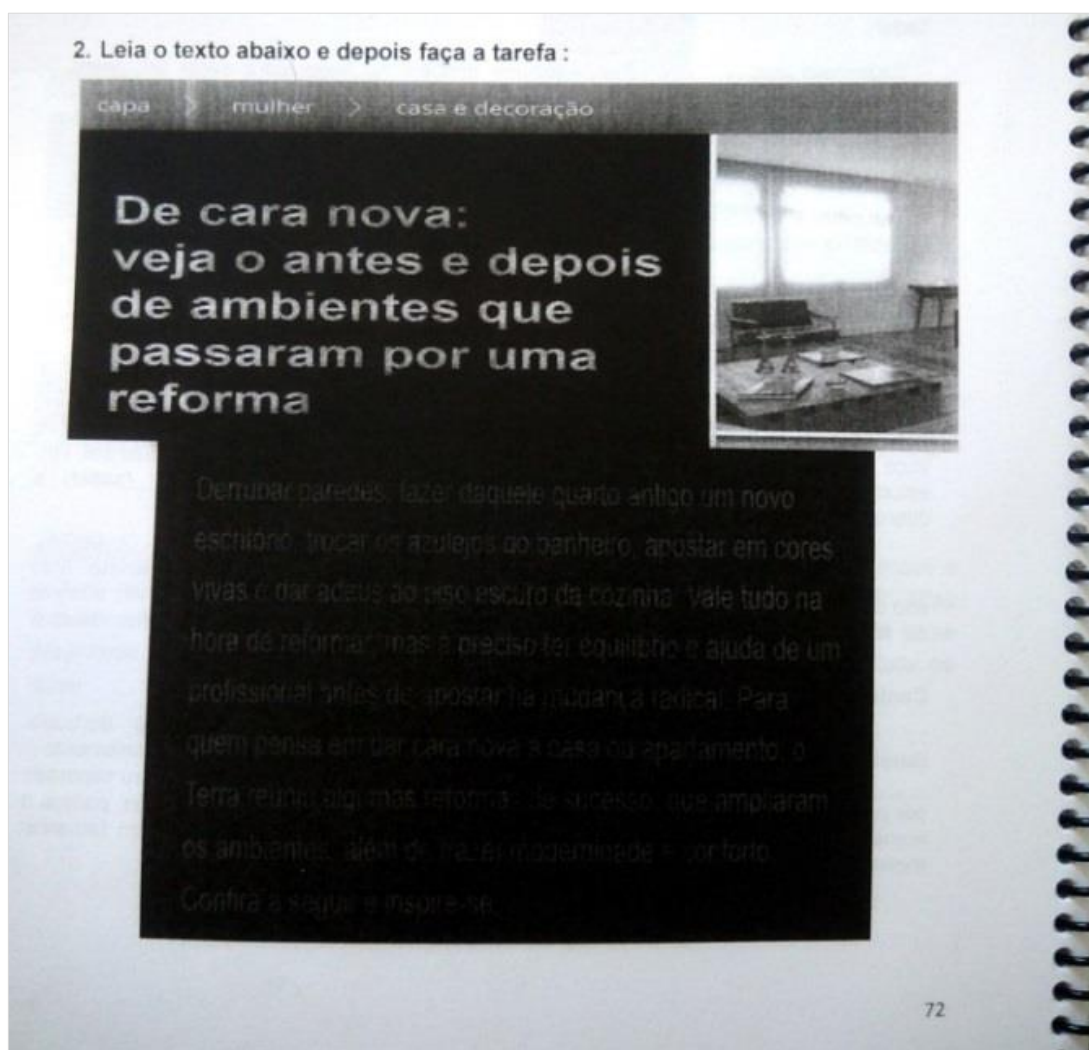 2. Leia o texto abaixo e depois faça a tarefa :
capa > mulher > casa e decoração
De cara nova:
veja o antes e depois
de ambientes que
passaram por uma
reforma
Derrubar paredes, fazer daquele quarto antigo um novo
escritório, trocar os azulejos do banheiro, apostar em cores
vivas e dar adeus ao piso escuro da cozinha. Vale tudo na
hora de reformar, mas é preciso ter equilíbrio e ajuda de um
profissional antes de apostar na mudança radical. Para
quem pensa em dar cara nova à casa ou apartamento, o
Terra reuniu algumas reformas de sucesso, que ampliaram
os ambientes, além de trazer modernidade e conforto.
Confira a seguir e inspire-se.
72